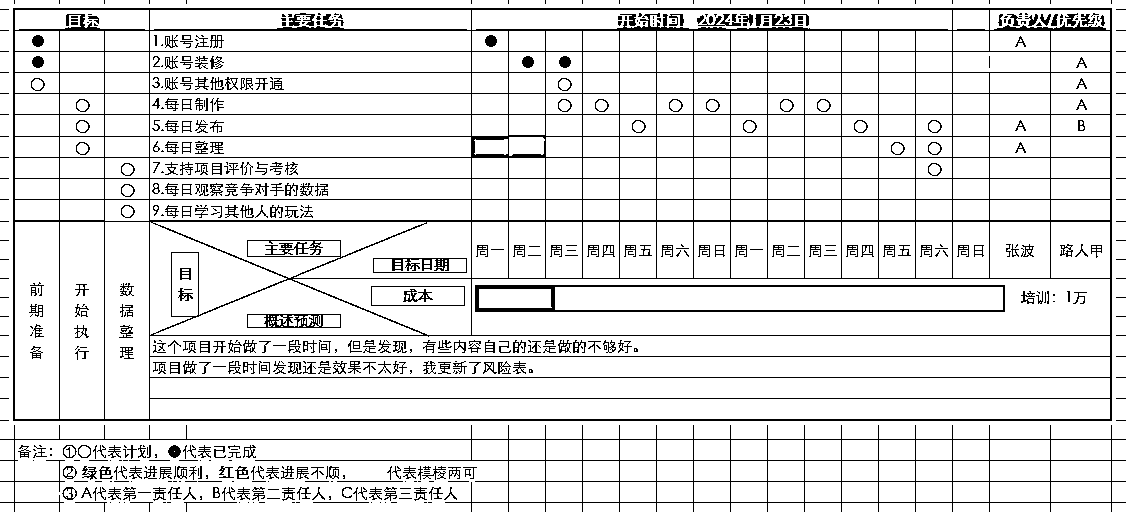 目标 主要任务 开始时间 2024年1月23日 负责人/优先级
● 1.账号注册 ● A
● 2.账号装修 ● ● A
○ 3.账号其他权限开通 ○ A
○ 4.每日制作 ○ ○ ○ ○ ○ ○ A
○ 5.每日发布 ○ ○ ○ ○ A B
○ 6.每日整理 ○ ○ A
○ 7.支持项目评价与考核 ○
○ 8.每日观察竞争对手的数据
○ 9.每日学习其他人的玩法
前期准备
开始执行
数据整理
主要任务
目标
目标日期
成本
概述预测
周一 周二 周三 周四 周五 周六 周日 周一 周二 周三 周四 周五 周六 周日 张波 路人甲
培训：1万
这个项目开始做了一段时间，但是发现，有些内容自己的还是做的不够好。
项目做了一段时间发现还是效果不太好，我更新了风险表。
备注：①○代表计划，●代表已完成
② 绿色代表进展顺利，红色代表进展不顺， 代表模棱两可
③ A代表第一责任人，B代表第二责任人，C代表第三责任人